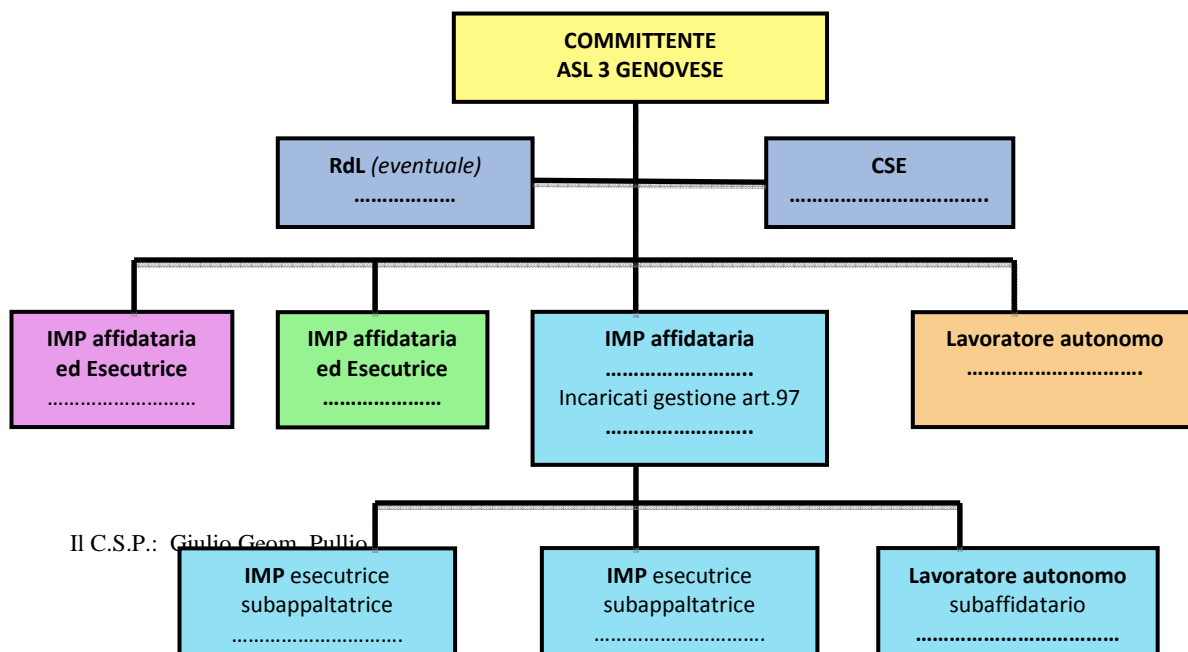 COMMITTENTE
ASL 3 GENOVESE
RdL (eventuale)
………………
CSE
……………………………..
IMP affidataria
ed Esecutrice
………………………
IMP affidataria
ed Esecutrice
…………………
IMP affidataria
……………………..
Incaricati gestione art.97
……………………..
Lavoratore autonomo
………………………….
Il C.S.P.: Giulio Geom. Pullio
IMP esecutrice
subappaltatrice
………………………….
IMP esecutrice
subappaltatrice
………………………….
Lavoratore autonomo
subaffidatario
………………………………